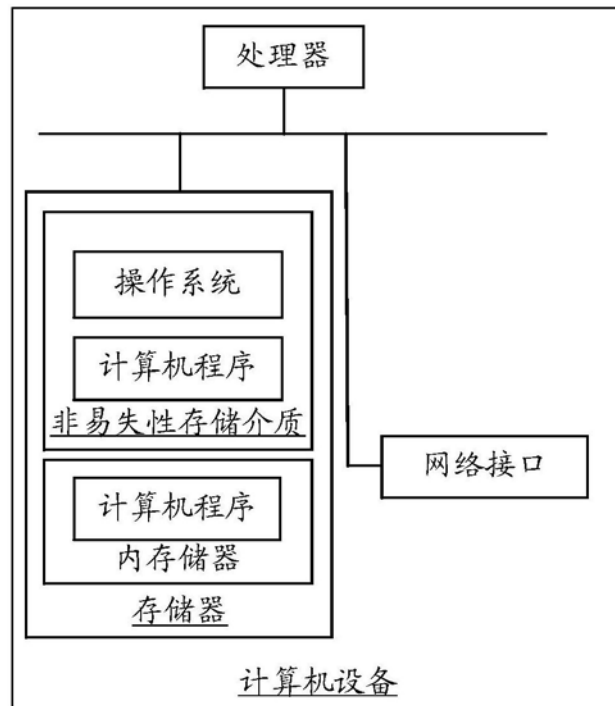 处理器
操作系统
计算机程序
非易失性存储介质
网络接口
计算机程序
内存储器
存储器
计算机设备